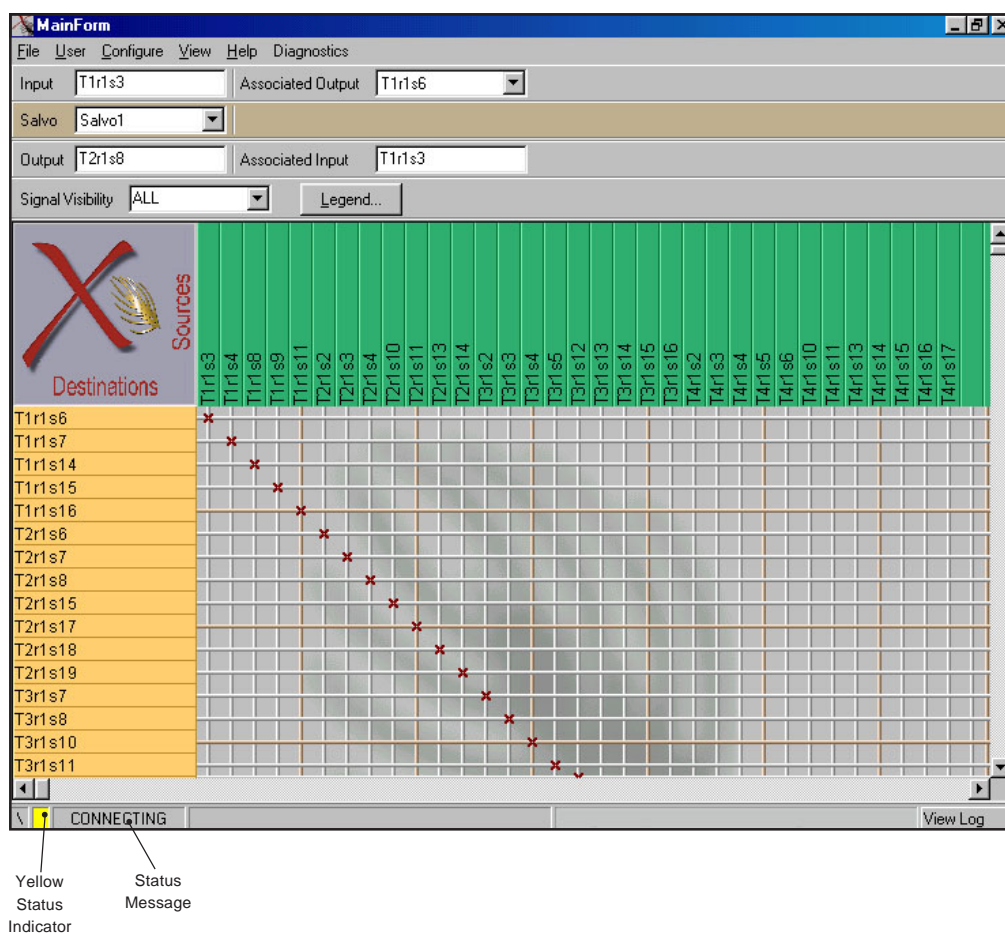 MainForm
File User Configure View Help Diagnostics
Input T1r1s3 Associated Output T1r1s6
Salvo Salvo1
Output T2r1s8 Associated Input T1r1s3
Signal Visibility ALL Legend...
Sources
Destinations
T1r1s3
T1r1s4
T1r1s8
T1r1s9
T1r1s11
T2r1s2
T2r1s3
T2r1s4
T2r1s10
T2r1s11
T2r1s13
T2r1s14
T3r1s2
T3r1s3
T3r1s4
T3r1s5
T3r1s12
T3r1s13
T3r1s14
T3r1s15
T3r1s16
T4r1s2
T4r1s3
T4r1s4
T4r1s5
T4r1s6
T4r1s10
T4r1s11
T4r1s13
T4r1s14
T4r1s15
T4r1s16
T4r1s17
T1r1s6
T1r1s7
T1r1s14
T1r1s15
T1r1s16
T2r1s6
T2r1s7
T2r1s8
T2r1s15
T2r1s17
T2r1s18
T2r1s19
T3r1s7
T3r1s8
T3r1s10
T3r1s11
\ CONNECTING View Log
Yellow
Status
Indicator
Status
Message